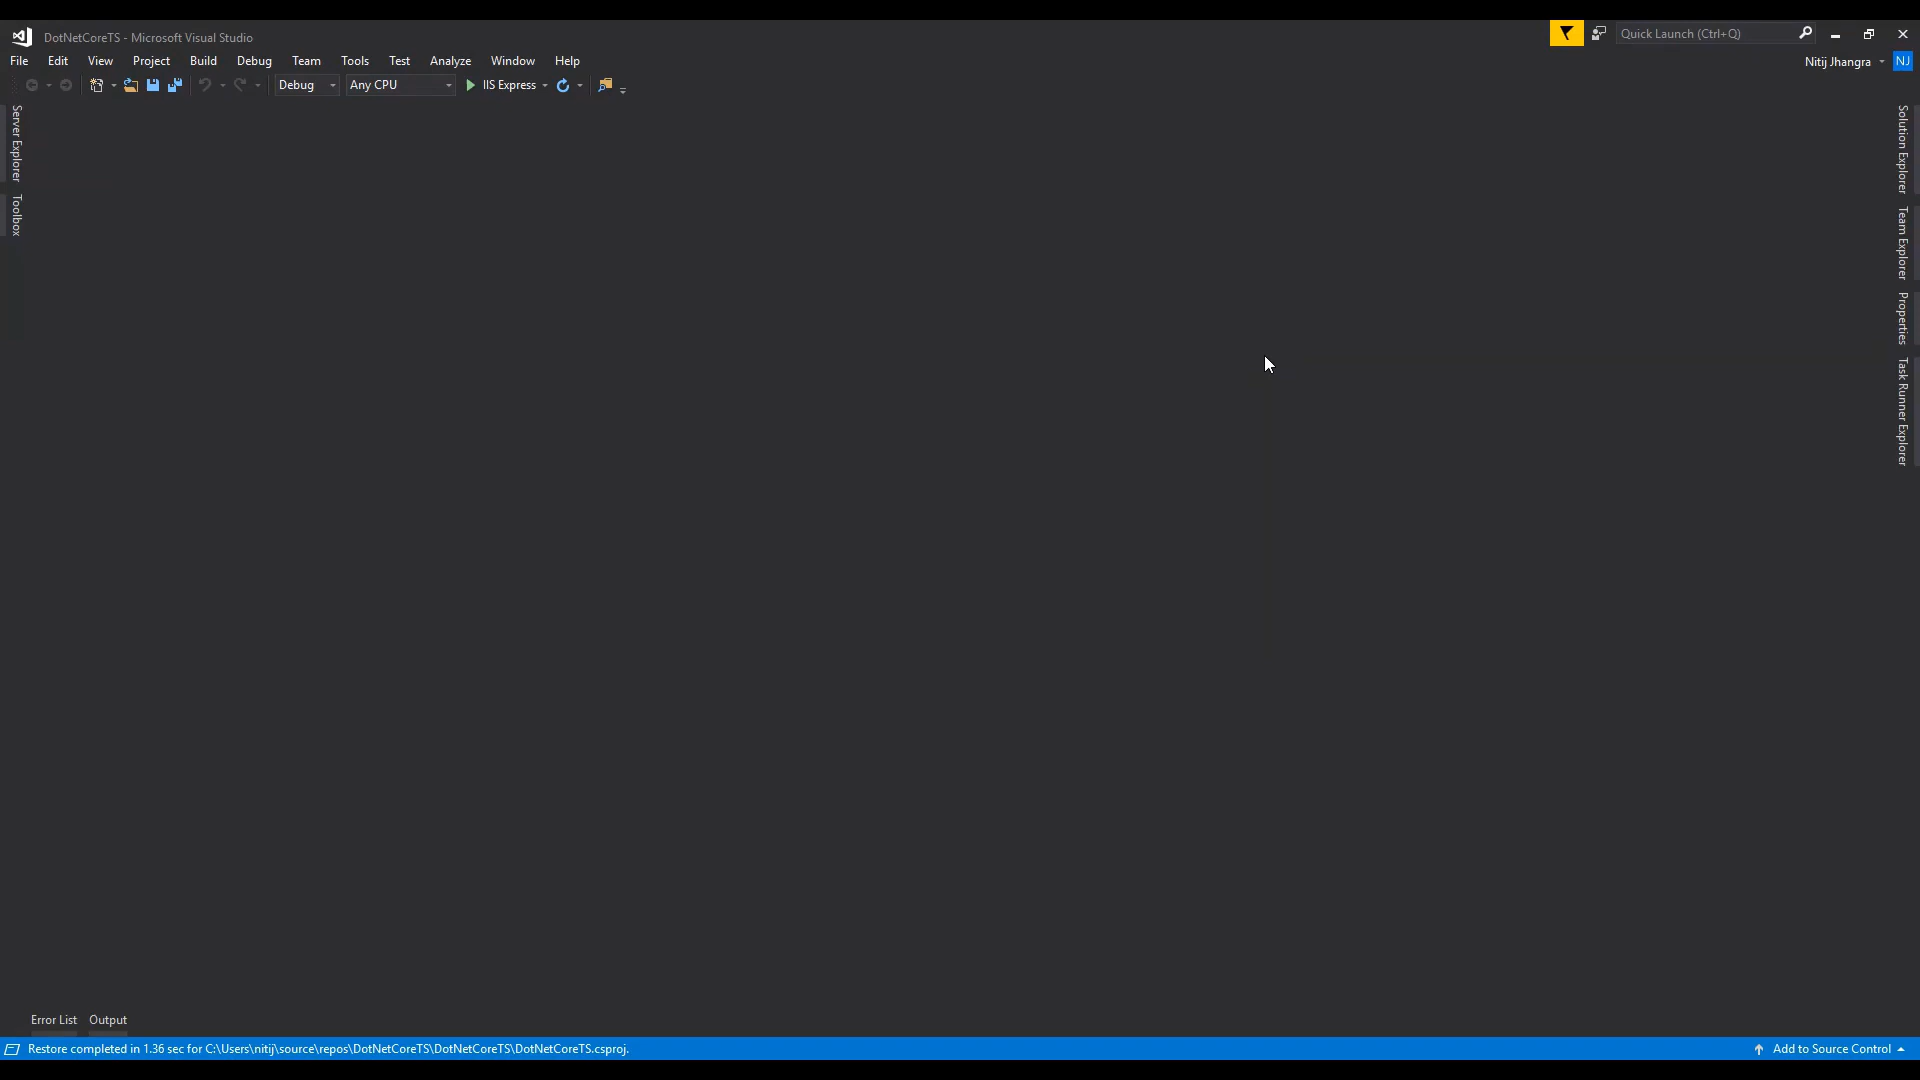 DotNetCoreTS - Microsoft Visual Studio
Quick Launch (Ctrl+Q)
File Edit View Project Build Debug Team Tools Test Analyze Window Help
Nitij Jhangra NJ
Debug Any CPU IIS Express
Server Explorer
Toolbox
Solution Explorer
Team Explorer
Properties
Task Runner Explorer
Error List Output
Restore completed in 1.36 sec for C:\Users\nitij\source\repos\DotNetCoreTS\DotNetCoreTS\DotNetCoreTS.csproj.
Add to Source Control